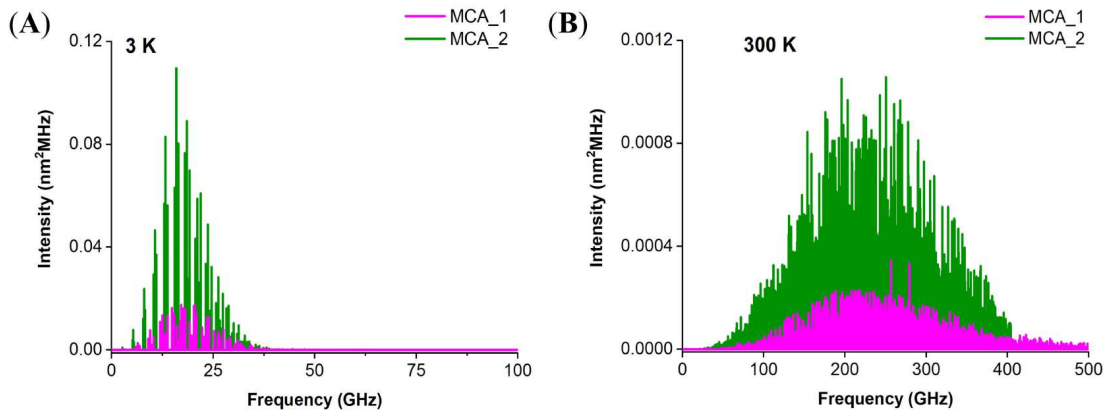 (A)
3 K
MCA_1
MCA_2
0.12
0.08
0.04
0.00
0
25
50
75
100
Intensity (nm²MHz)
Frequency (GHz)
(B)
300 K
MCA_1
MCA_2
0.0012
0.0008
0.0004
0.0000
0
100
200
300
400
500
Intensity (nm²MHz)
Frequency (GHz)